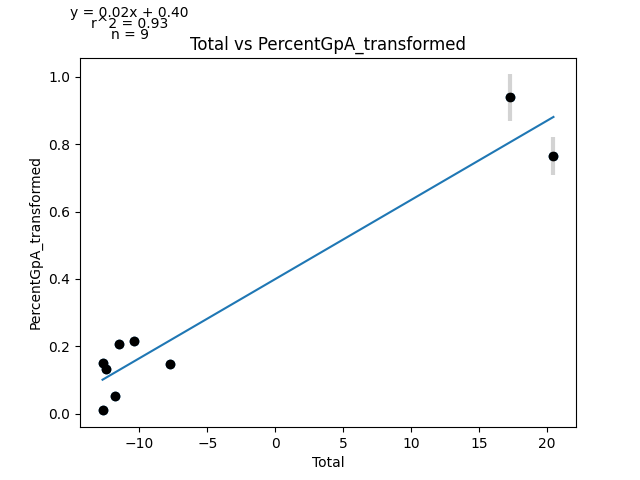 y = 0.02x + 0.40
r^2 = 0.93
n = 9
Total vs PercentGpA_transformed
PercentGpA_transformed
1.0
0.8
0.6
0.4
0.2
0.0
−10
−5
0
5
10
15
20
Total